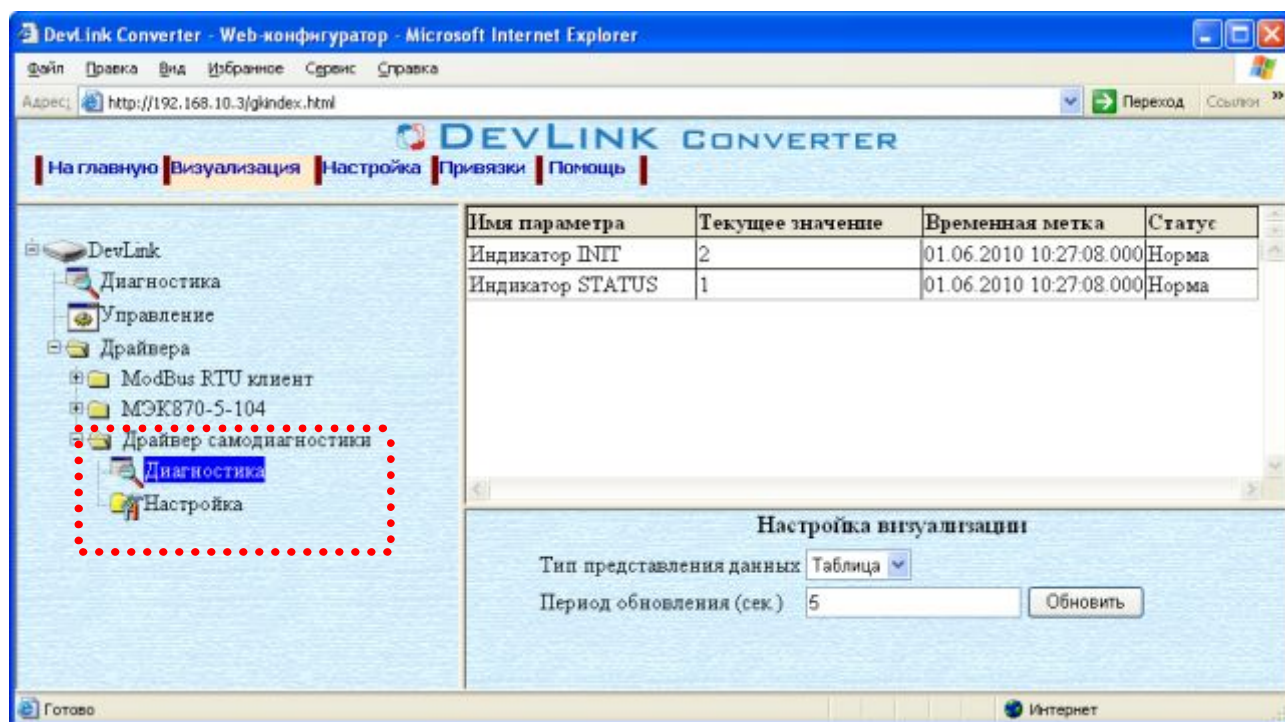 DevLink Converter - Web-конфигуратор - Microsoft Internet Explorer
Файл Правка Вид Избранное Сервис Справка
Адрес: http://192.168.10.3/gkindex.html Переход Ссылки »
DEVLINK CONVERTER
На главную Визуализация Настройка Привязки Помощь
DevLink
Диагностика
Управление
Драйвера
ModBus RTU клиент
МЭК870-5-104
Драйвер самодиагностики
Диагностика
Настройка
Имя параметра Текущее значение Временная метка Статус
Индикатор INIT 2 01.06.2010 10:27:08.000 Норма
Индикатор STATUS 1 01.06.2010 10:27:08.000 Норма
Настройка визуализации
Тип представления данных Таблица
Период обновления (сек.) 5 Обновить
Готово Интернет